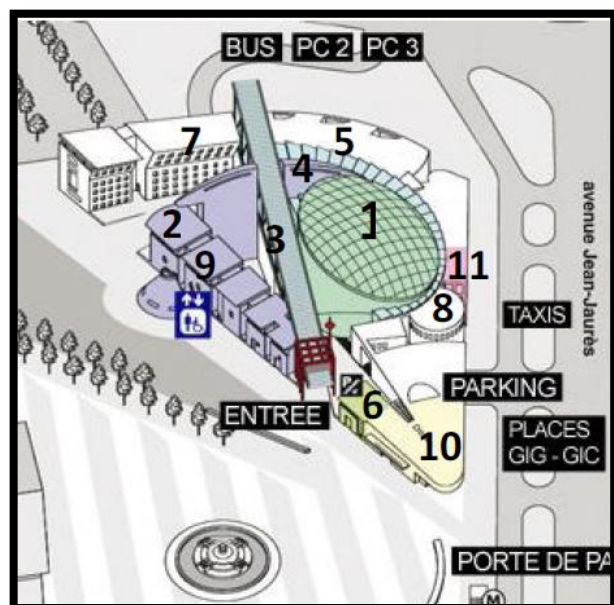 BUS PC 2 PC 3
7
5
4
1
2
3
9
11
8
avenue Jean-Jaurès
TAXIS
PARKING
6
ENTREE
10
PLACES
GIG - GIC
PORTE DE PA
M